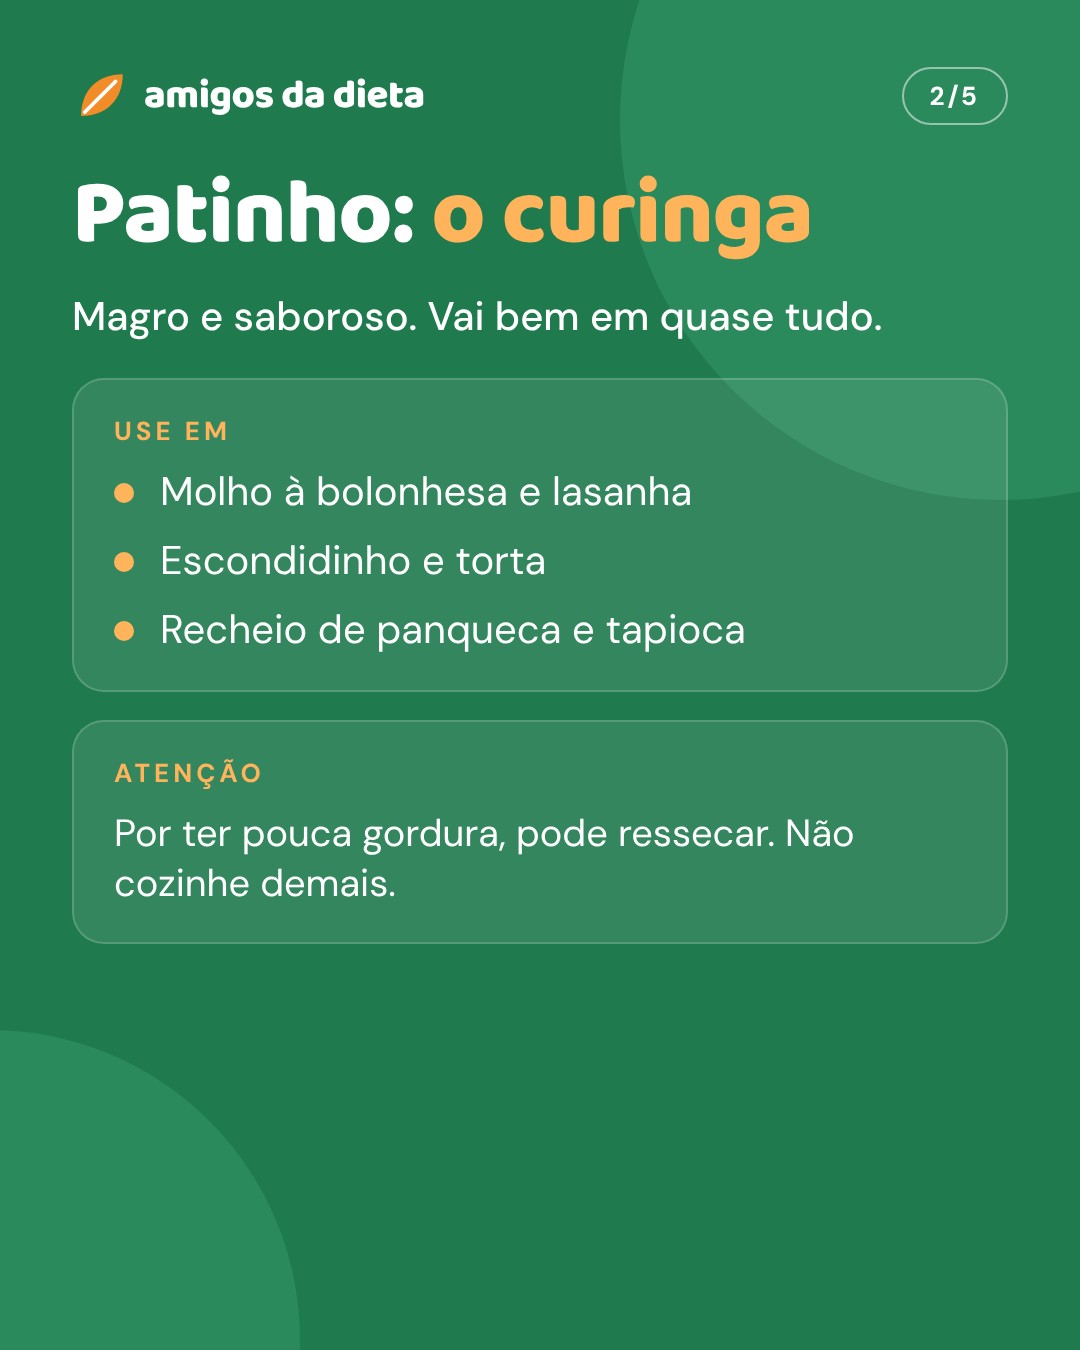 amigos da dieta
2/5
Patinho: o curinga
Magro e saboroso. Vai bem em quase tudo.
USE EM
Molho à bolonhesa e lasanha
Escondidinho e torta
Recheio de panqueca e tapioca
ATENÇÃO
Por ter pouca gordura, pode ressecar. Não
cozinhe demais.